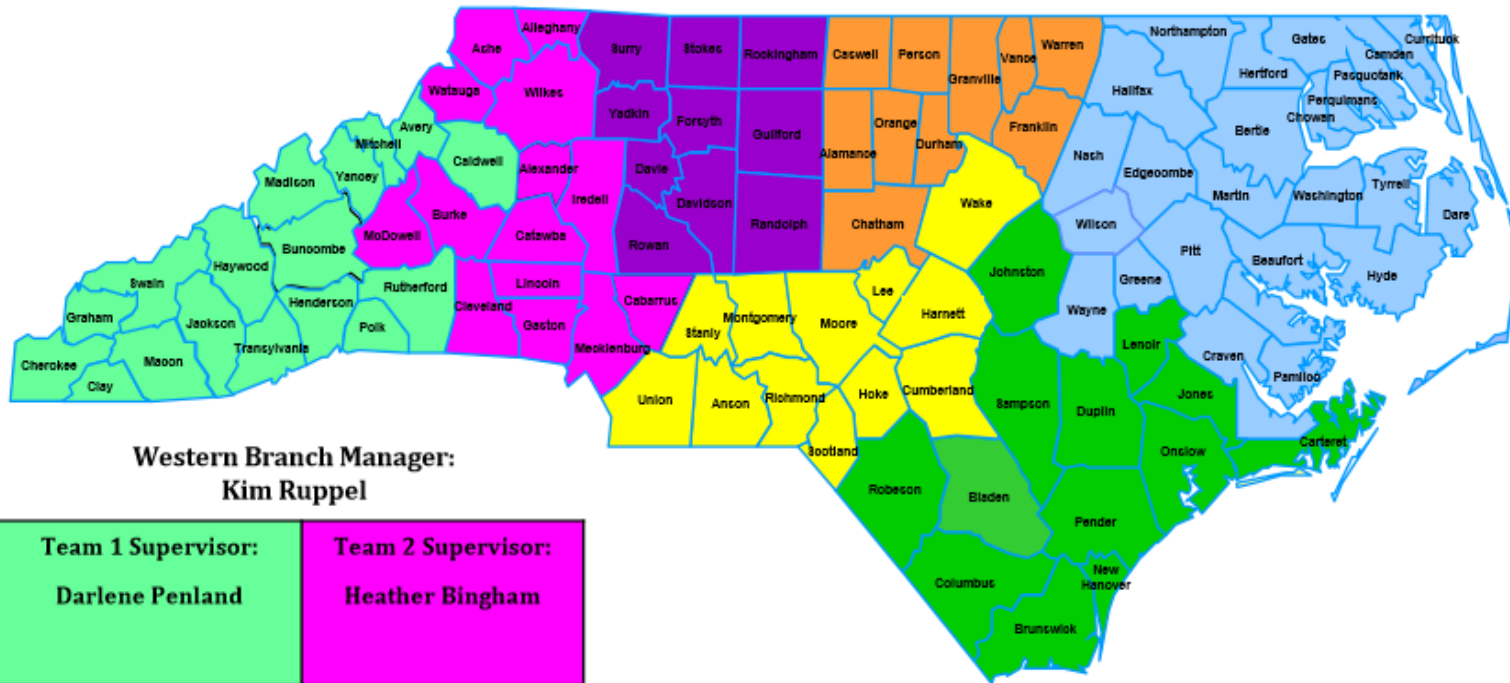 Alleghany
Ashe
Surry
Stokes
Rockingham
Caswell
Person
Vance
Warren
Granville
Northampton
Gates
Currituck
Camden
Hertford
Pasquotank
Watauga
Wilkes
Halifax
Perquimans
Chowan
Yadkin
Forsyth
Guilford
Orange
Durham
Franklin
Bertie
Avery
Mitchell
Caldwell
Alamance
Nash
Edgecombe
Madison
Yancey
Alexander
Davie
Iredell
Davidson
Martin
Washington
Tyrrell
Dare
Burke
McDowell
Catawba
Rowan
Randolph
Chatham
Wake
Wilson
Pitt
Buncombe
Haywood
Swain
Rutherford
Lincoln
Cleveland
Cabarrus
Lee
Johnston
Greene
Beaufort
Hyde
Henderson
Graham
Jackson
Polk
Gaston
Stanly
Montgomery
Moore
Harnett
Wayne
Lenoir
Transylvania
Mecklenburg
Cherokee
Macon
Clay
Craven
Pamlico
Union
Anson
Richmond
Hoke
Cumberland
Sampson
Duplin
Jones
Scotland
Onslow
Carteret
Robeson
Bladen
Pender
Columbus
New
Hanover
Brunswick
Western Branch Manager:
Kim Ruppel
Team 1 Supervisor:
Darlene Penland
Team 2 Supervisor:
Heather Bingham